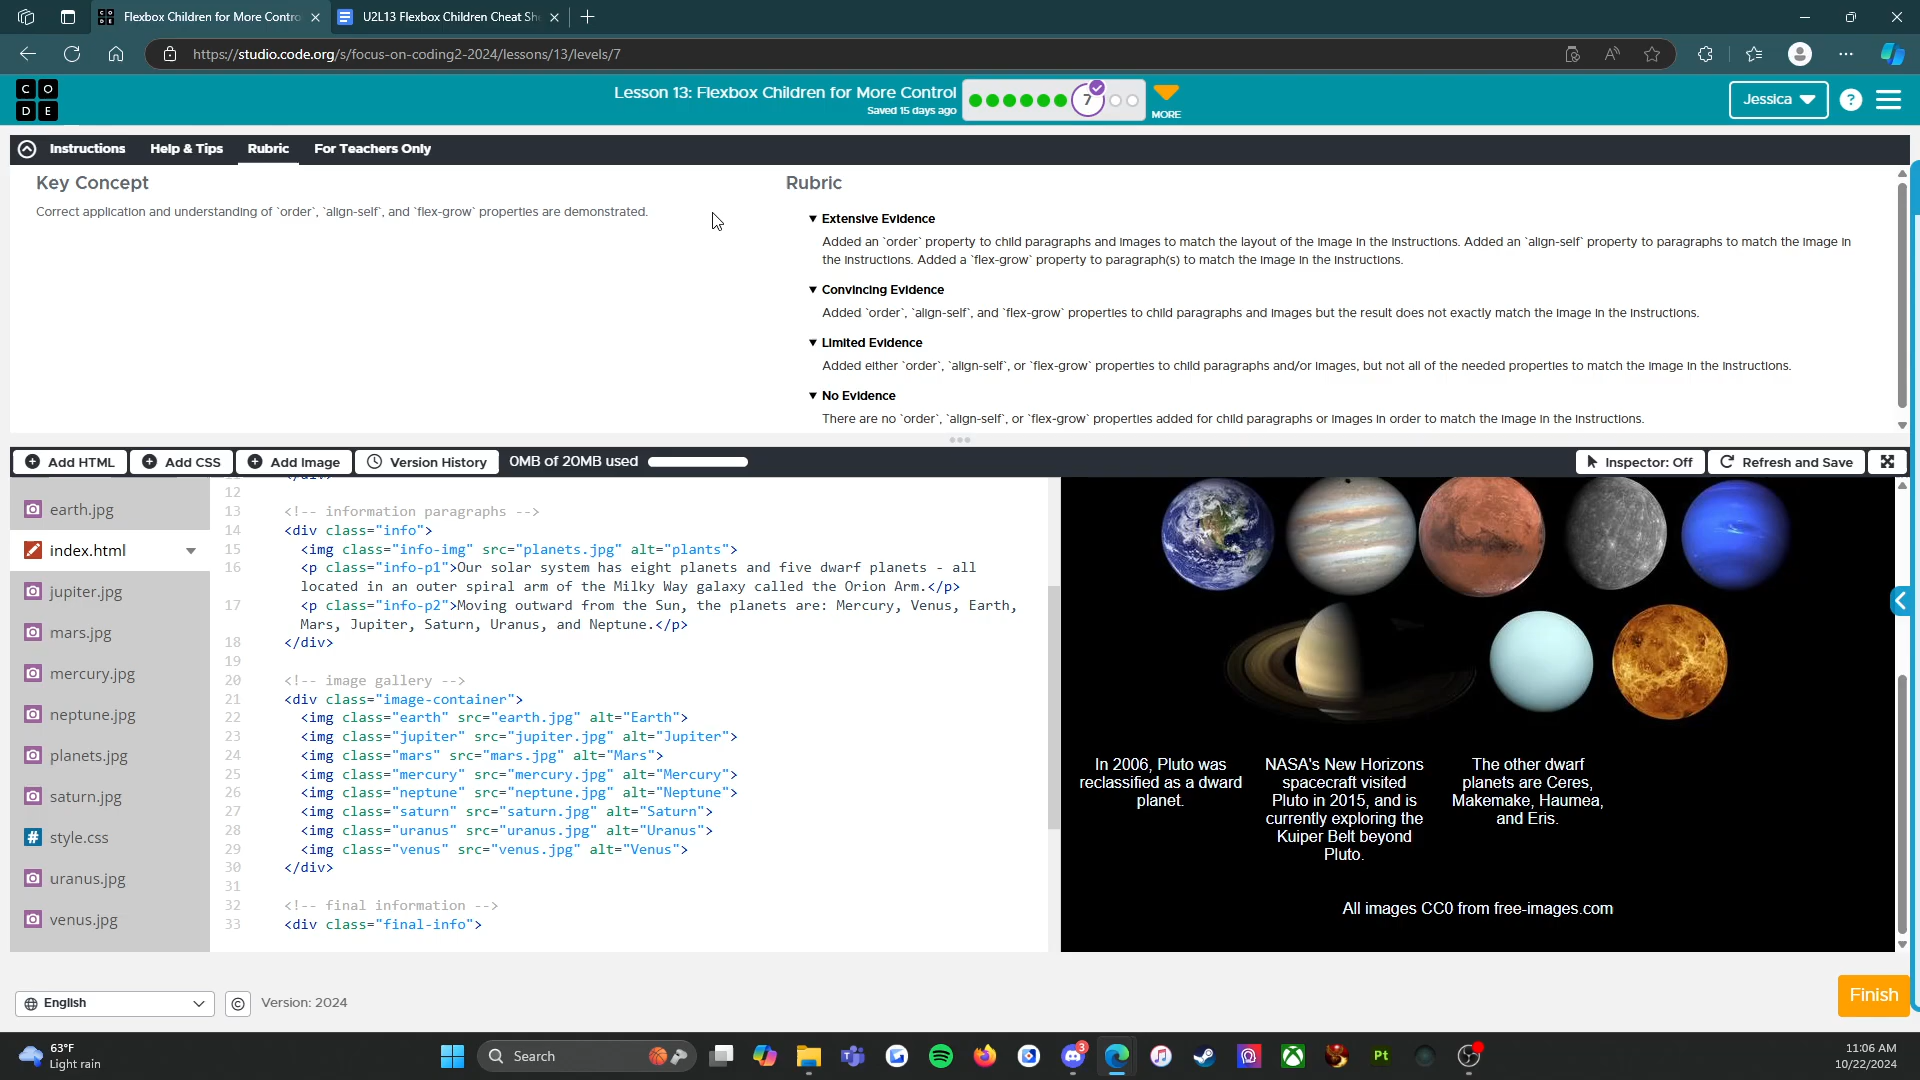 Flexbox Children for More Contro
U2L13 Flexbox Children Cheat She
https://studio.code.org/s/focus-on-coding2-2024/lessons/13/levels/7
C O D E
Lesson 13: Flexbox Children for More Control
Saved 15 days ago
7
MORE
Jessica
?
Instructions
Help & Tips
Rubric
For Teachers Only
Key Concept
Correct application and understanding of `order`, `align-self`, and `flex-grow` properties are demonstrated.
Rubric
▼ Extensive Evidence
Added an `order` property to child paragraphs and images to match the layout of the image in the instructions. Added an `align-self` property to paragraphs to match the image in
the instructions. Added a `flex-grow` property to paragraph(s) to match the image in the instructions.
▼ Convincing Evidence
Added `order`, `align-self`, and `flex-grow` properties to child paragraphs and images but the result does not exactly match the image in the instructions.
▼ Limited Evidence
Added either `order`, `align-self`, or `flex-grow` properties to child paragraphs and/or images, but not all of the needed properties to match the image in the instructions.
▼ No Evidence
There are no `order`, `align-self`, or `flex-grow` properties added for child paragraphs or images in order to match the image in the instructions.
Add HTML
Add CSS
Add Image
Version History
0MB of 20MB used
Inspector: Off
Refresh and Save
earth.jpg
index.html
jupiter.jpg
mars.jpg
mercury.jpg
neptune.jpg
planets.jpg
saturn.jpg
# style.css
uranus.jpg
venus.jpg
12
13 <!-- information paragraphs -->
14 <div class="info">
15 <img class="info-img" src="planets.jpg" alt="plants">
16 <p class="info-p1">Our solar system has eight planets and five dwarf planets - all
located in an outer spiral arm of the Milky Way galaxy called the Orion Arm.</p>
17 <p class="info-p2">Moving outward from the Sun, the planets are: Mercury, Venus, Earth,
Mars, Jupiter, Saturn, Uranus, and Neptune.</p>
18 </div>
19
20 <!-- image gallery -->
21 <div class="image-container">
22 <img class="earth" src="earth.jpg" alt="Earth">
23 <img class="jupiter" src="jupiter.jpg" alt="Jupiter">
24 <img class="mars" src="mars.jpg" alt="Mars">
25 <img class="mercury" src="mercury.jpg" alt="Mercury">
26 <img class="neptune" src="neptune.jpg" alt="Neptune">
27 <img class="saturn" src="saturn.jpg" alt="Saturn">
28 <img class="uranus" src="uranus.jpg" alt="Uranus">
29 <img class="venus" src="venus.jpg" alt="Venus">
30 </div>
31
32 <!-- final information -->
33 <div class="final-info">
In 2006, Pluto was
reclassified as a dward
planet.
NASA's New Horizons
spacecraft visited
Pluto in 2015, and is
currently exploring the
Kuiper Belt beyond
Pluto.
The other dwarf
planets are Ceres,
Makemake, Haumea,
and Eris.
All images CC0 from free-images.com
English
©
Version: 2024
Finish
63°F
Light rain
Search
3
Pt
11:06 AM
10/22/2024